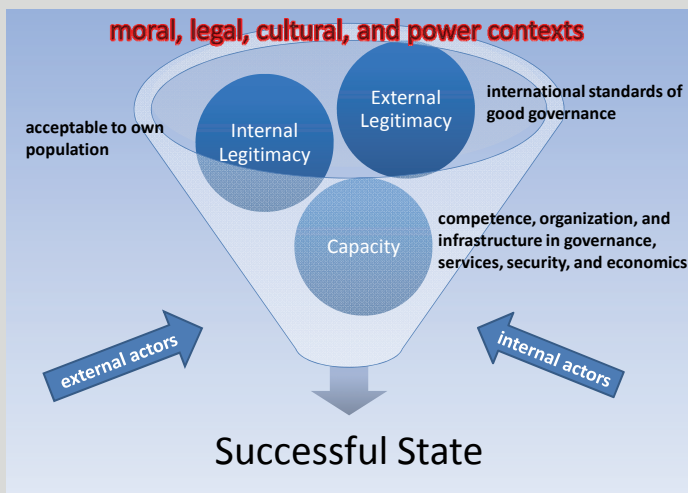 moral, legal, cultural, and power contexts
acceptable to own
population
Internal
Legitimacy
External
Legitimacy
international standards of
good governance
Capacity
competence, organization, and
infrastructure in governance,
services, security, and economics
external actors
internal actors
Successful State